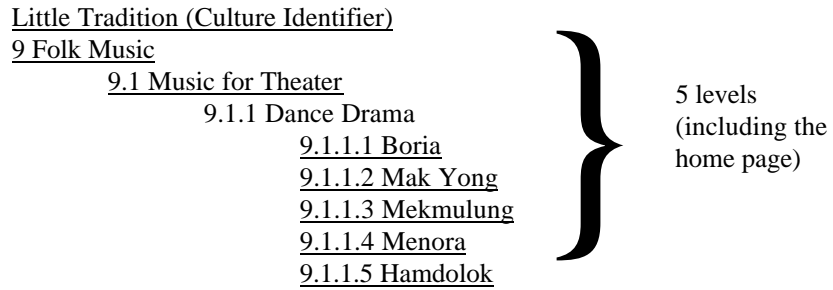 Little Tradition (Culture Identifier)
9 Folk Music
9.1 Music for Theater
9.1.1 Dance Drama
9.1.1.1 Boria
9.1.1.2 Mak Yong
9.1.1.3 Mekmulung
9.1.1.4 Menora
9.1.1.5 Hamdolok
5 levels
(including the
home page)